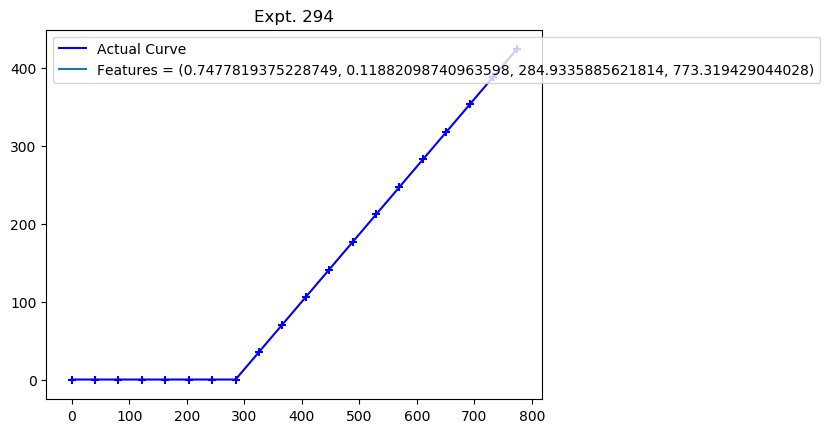 Expt. 294
Actual Curve
Features = (0.7477819375228749, 0.11882098740963598, 284.9335885621814, 773.319429044028)
400
300
200
100
0
0 100 200 300 400 500 600 700 800